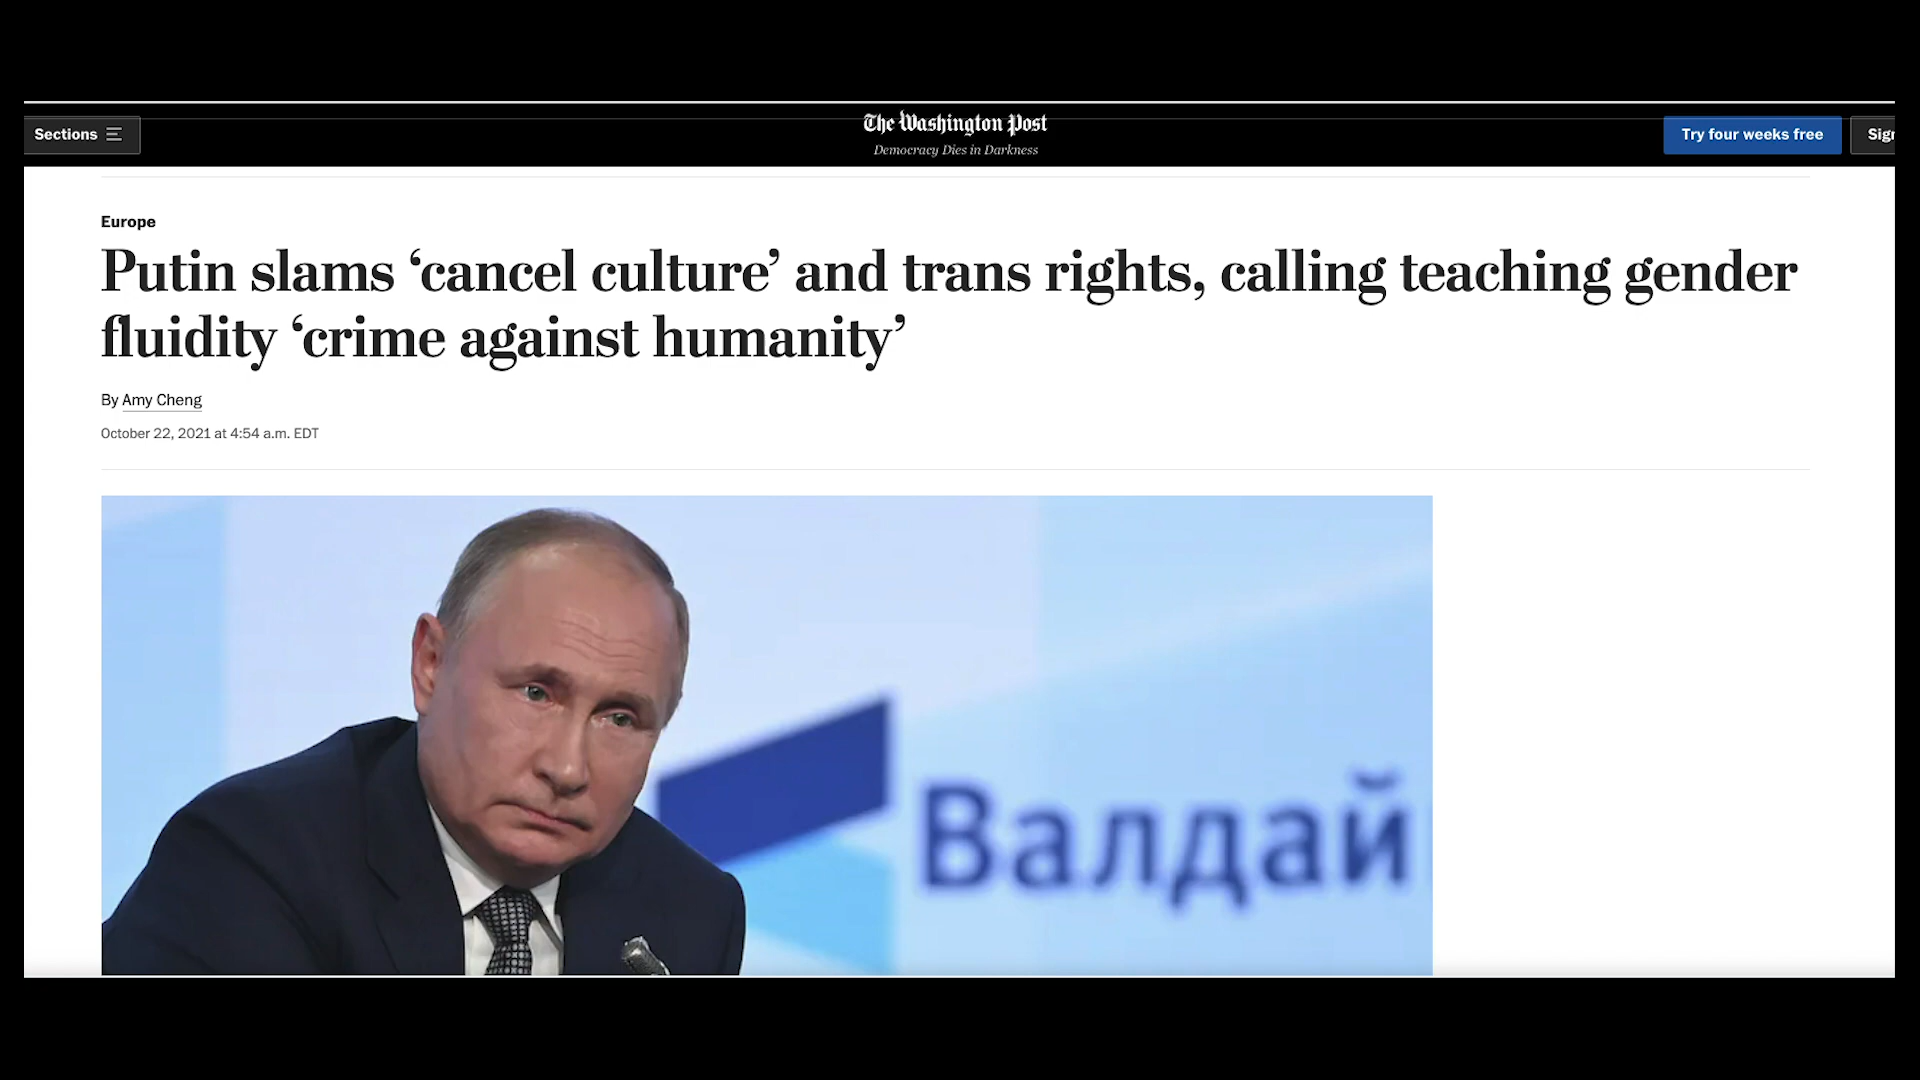 Sections
The Washington Post
Democracy Dies in Darkness
Try four weeks free
Sign
Europe
Putin slams ‘cancel culture’ and trans rights, calling teaching gender
fluidity ‘crime against humanity’
By Amy Cheng
October 22, 2021 at 4:54 a.m. EDT
Валдай